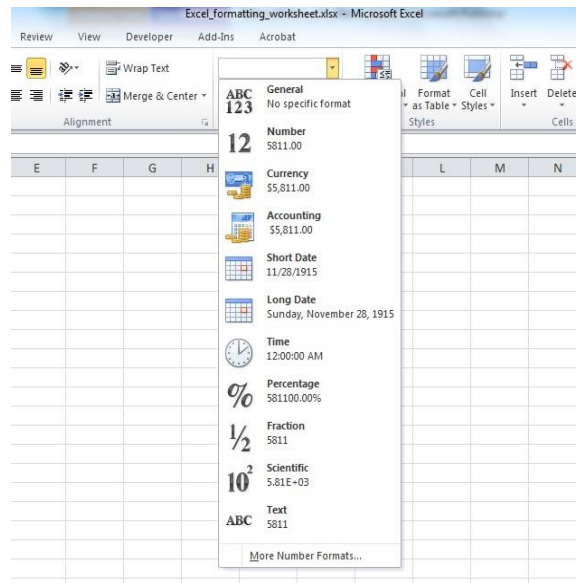 Excel_formatting_worksheet.xlsx - Microsoft Excel
Review View Developer Add-Ins Acrobat
Wrap Text
Merge & Center
Format as Table
Cell Styles
Insert
Delete
Alignment
Styles
Cells
E F G H L M N
ABC 123
General
No specific format
12
Number
5811.00
Currency
$5,811.00
Accounting
$5,811.00
Short Date
11/28/1915
Long Date
Sunday, November 28, 1915
Time
12:00:00 AM
%
Percentage
581100.00%
1/2
Fraction
5811
10²
Scientific
5.81E+03
ABC
Text
5811
More Number Formats...